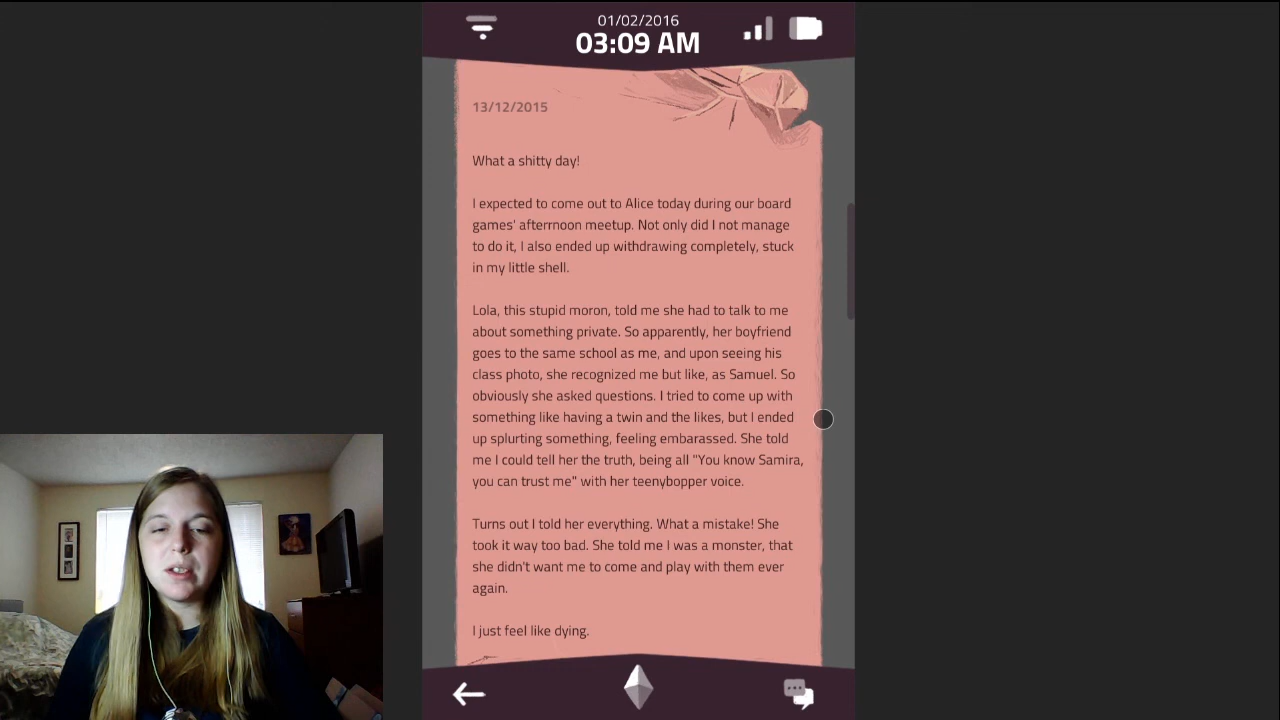 01/02/2016
03:09 AM
13/12/2015
What a shitty day!
I expected to come out to Alice today during our board
games' afterrnoon meetup. Not only did I not manage
to do it, I also ended up withdrawing completely, stuck
in my little shell.
Lola, this stupid moron, told me she had to talk to me
about something private. So apparently, her boyfriend
goes to the same school as me, and upon seeing his
class photo, she recognized me but like, as Samuel. So
obviously she asked questions. I tried to come up with
something like having a twin and the likes, but I ended
up splurting something, feeling embarassed. She told
me I could tell her the truth, being all "You know Samira,
you can trust me" with her teenybopper voice.
Turns out I told her everything. What a mistake! She
took it way too bad. She told me I was a monster, that
she didn't want me to come and play with them ever
again.
I just feel like dying.